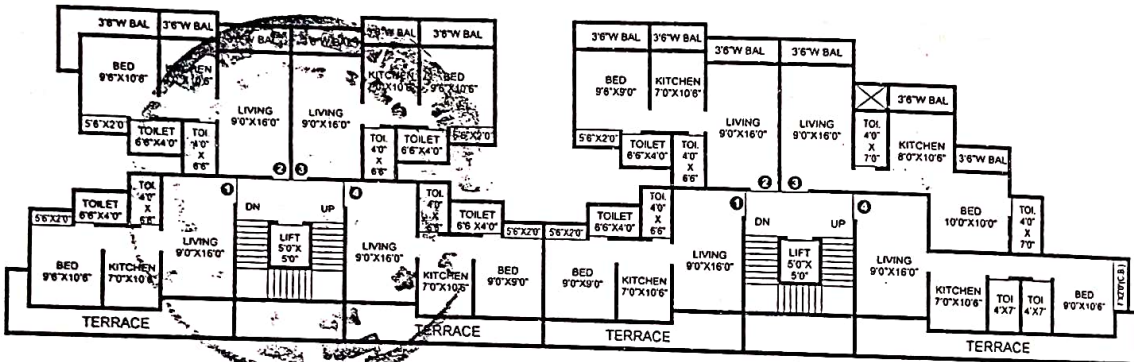 3'6"W BAL
3'6"W BAL
W BAL
3'6"W BAL
3'6"W BAL
3'6"W BAL
BED
9'6"X10'6"
LIVING
9'0"X16'0"
LIVING
9'0"X16'0"
KITCHEN
7'0"X10'6"
BED
9'6"X10'6"
5'6"X2'0"
TOILET
6'6"X4'0"
TOI.
4'0"
X
6'6"
TOI.
4'0"
X
6'6"
TOILET
6'6"X4'0"
5'6"X2'0"
2
3
3'6"W BAL
3'6"W BAL
3'6"W BAL
3'6"W BAL
BED
9'6"X9'0"
KITCHEN
7'0"X10'6"
LIVING
9'0"X16'0"
LIVING
9'0"X16'0"
3'6"W BAL
TOI.
4'0"
X
7'0"
KITCHEN
8'0"X10'6"
3'6"W BAL
5'6"X2'0"
TOILET
6'6"X4'0"
TOI.
4'0"
X
6'6"
2
3
BED
10'0"X10'0"
TOI.
4'0"
X
7'0"
5'6"X2'0"
TOILET
6'6"X4'0"
TOI.
4'0"
X
6'6"
1
LIVING
9'0"X16'0"
BED
9'6"X10'6"
KITCHEN
7'0"X10'6"
DN
UP
LIFT
5'0"X
5'0"
4
LIVING
9'0"X16'0"
TOI.
4'0"
X
6'6"
TOILET
6'6"X4'0"
5'6"X2'0"
KITCHEN
7'0"X10'6"
BED
9'0"X9'0"
5'6"X2'0"
TOILET
6'6"X4'0"
TOI.
4'0"
X
6'6"
BED
9'0"X9'0"
KITCHEN
7'0"X10'6"
1
LIVING
9'0"X16'0"
DN
UP
LIFT
5'0"X
5'0"
4
LIVING
9'0"X16'0"
KITCHEN
7'0"X10'6"
TOI
4'X7'
TOI
4'X7'
BED
9'0"X10'6"
TERRACE
TERRACE
TERRACE
TERRACE